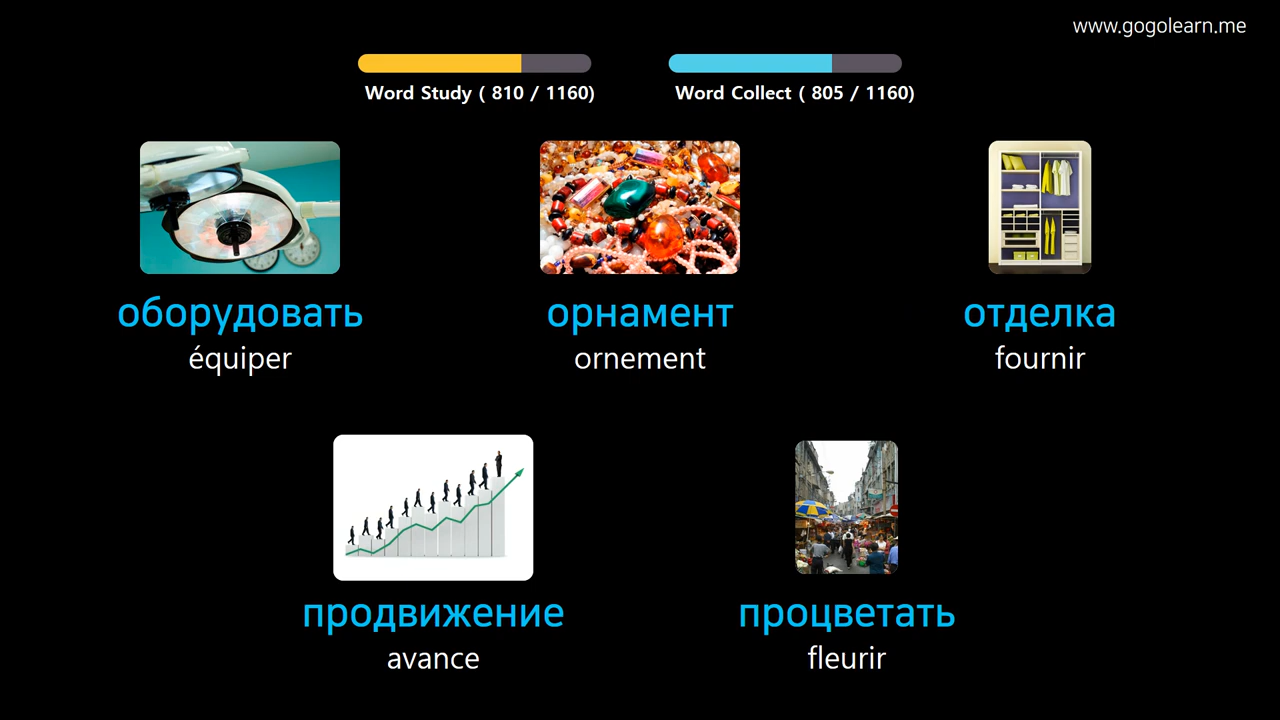 www.gogolearn.me
Word Study ( 810 / 1160)
Word Collect ( 805 / 1160)
оборудовать
équiper
орнамент
ornement
отделка
fournir
продвижение
avance
процветать
fleurir